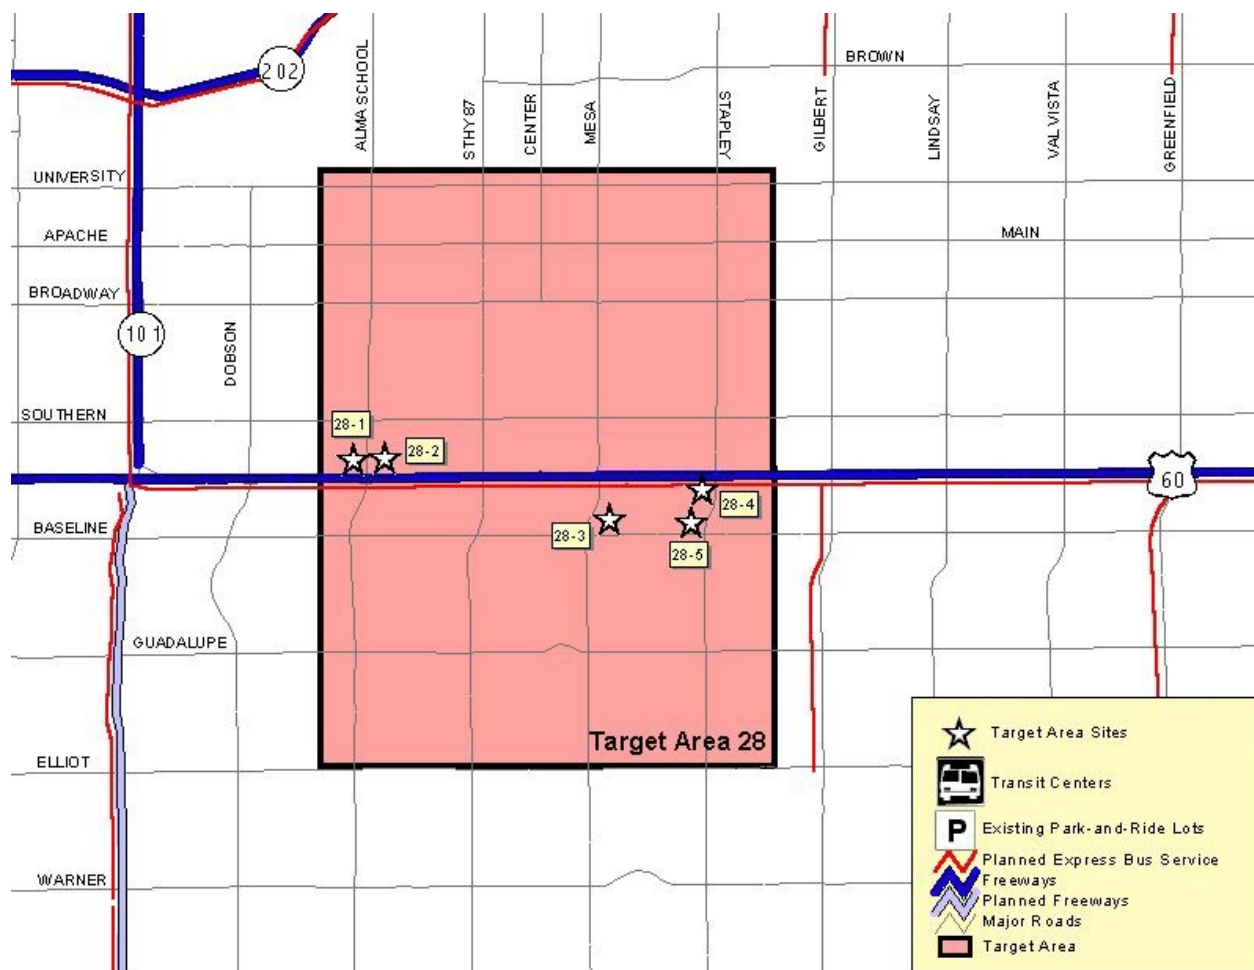 202
BROWN
ALMA SCHOOL
STHY 87
CENTER
MESA
STAPLEY
GILBERT
LINDSAY
VAL VISTA
GREENFIELD
UNIVERSITY
APACHE
MAIN
BROADWAY
101
DOBSON
SOUTHERN
28-1
28-2
60
28-4
BASELINE
28-3
28-5
GUADALUPE
Target Area 28
ELLIOT
WARNER
Target Area Sites
Transit Centers
P Existing Park-and-Ride Lots
Planned Express Bus Service
Freeways
Planned Freeways
Major Roads
Target Area